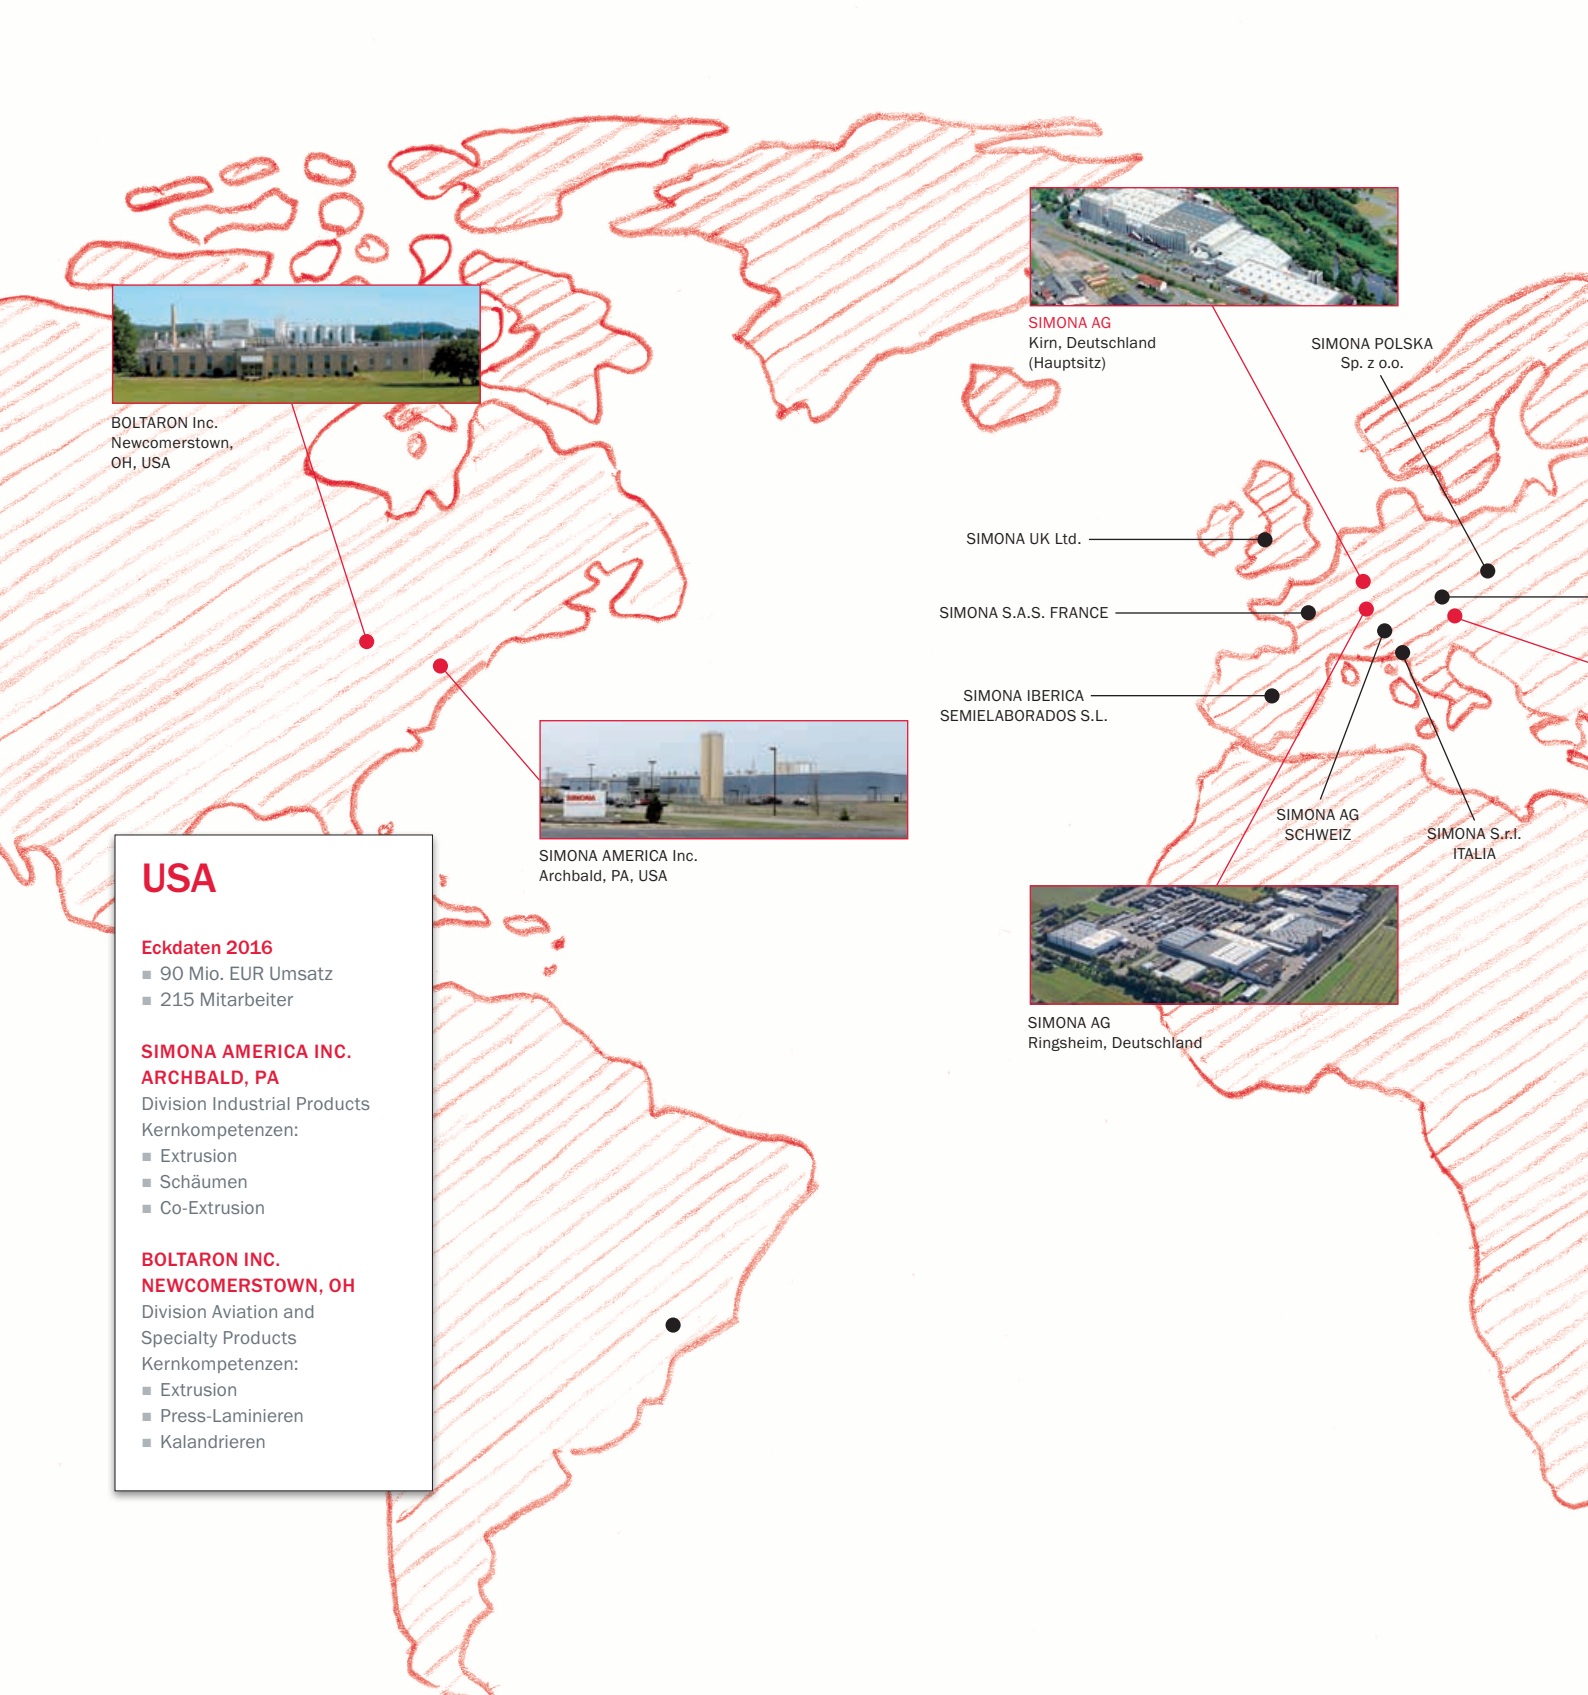 SIMONA AG
Kirn, Deutschland
(Hauptsitz)
SIMONA POLSKA
Sp. z o.o.
BOLTARON Inc.
Newcomerstown,
OH, USA
SIMONA UK Ltd.
SIMONA S.A.S. FRANCE
SIMONA IBERICA
SEMIELABORADOS S.L.
SIMONA
SIMONA AMERICA Inc.
Archbald, PA, USA
SIMONA AG
SCHWEIZ
SIMONA S.r.l.
ITALIA
SIMONA AG
Ringsheim, Deutschland
USA
Eckdaten 2016
■ 90 Mio. EUR Umsatz
■ 215 Mitarbeiter
SIMONA AMERICA INC.
ARCHBALD, PA
Division Industrial Products
Kernkompetenzen:
■ Extrusion
■ Schäumen
■ Co-Extrusion
BOLTARON INC.
NEWCOMERSTOWN, OH
Division Aviation and
Specialty Products
Kernkompetenzen:
■ Extrusion
■ Press-Laminieren
■ Kalandrieren